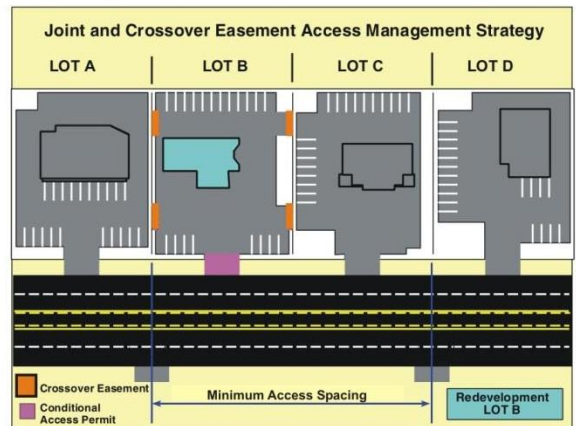 Joint and Crossover Easement Access Management Strategy
LOT A LOT B LOT C LOT D
Crossover Easement
Conditional
Access Permit
Minimum Access Spacing
Redevelopment
LOT B